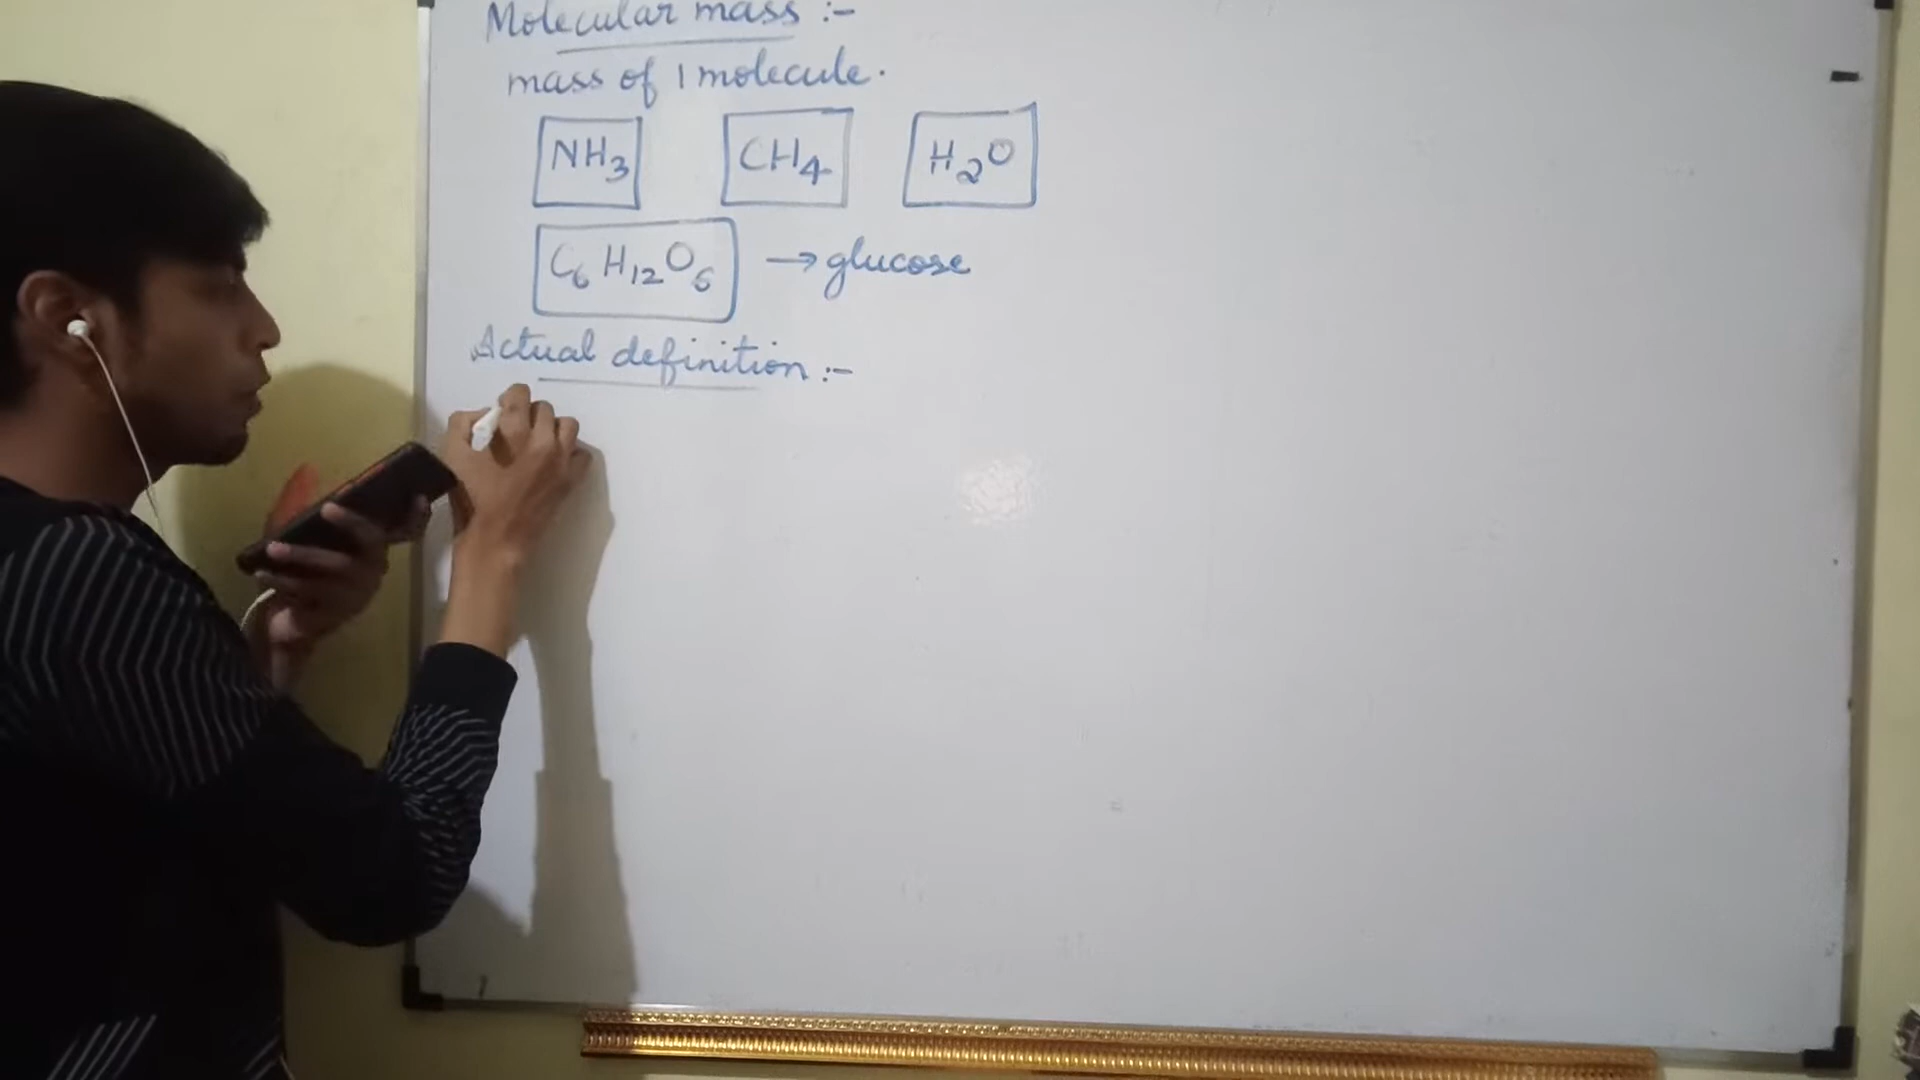 Molecular mass :-
mass of 1 molecule.
NH3 CH4 H2O
C6H12O6 → glucose
Actual definition :-